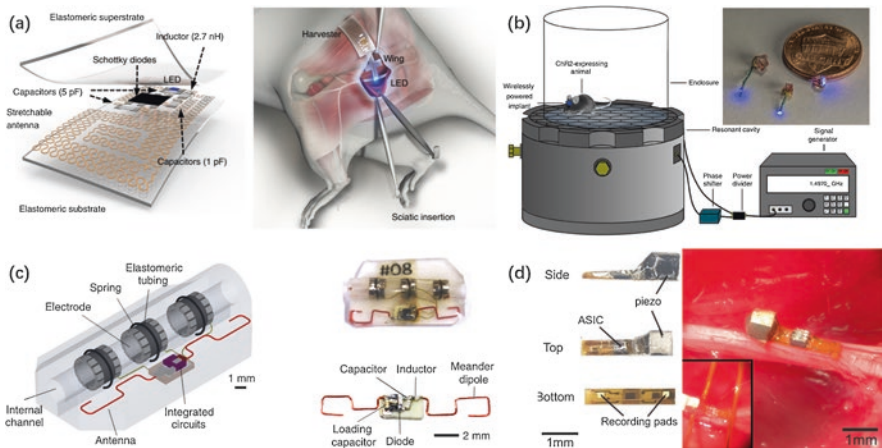 (a)
Elastomeric superstrate
Inductor (2.7 nH)
Schottky diodes
LED
Capacitors (5 pF)
Stretchable
antenna
Capacitors (1 pF)
Elastomeric substrate
Harvester
Wing
LED
Sciatic insertion
(b)
ChR2-expressing
animal
Wirelessly
powered
implant
Enclosure
Resonant cavity
Signal
generator
Phase
shifter
Power
divider
1.4970 GHz
(c)
Elastomeric
tubing
Spring
Electrode
1 mm
Internal
channel
Antenna
Integrated
circuits
#08
Capacitor
Inductor
Meander
dipole
Loading
capacitor
Diode
2 mm
(d)
Side
piezo
ASIC
Top
Bottom
Recording pads
1mm
1mm